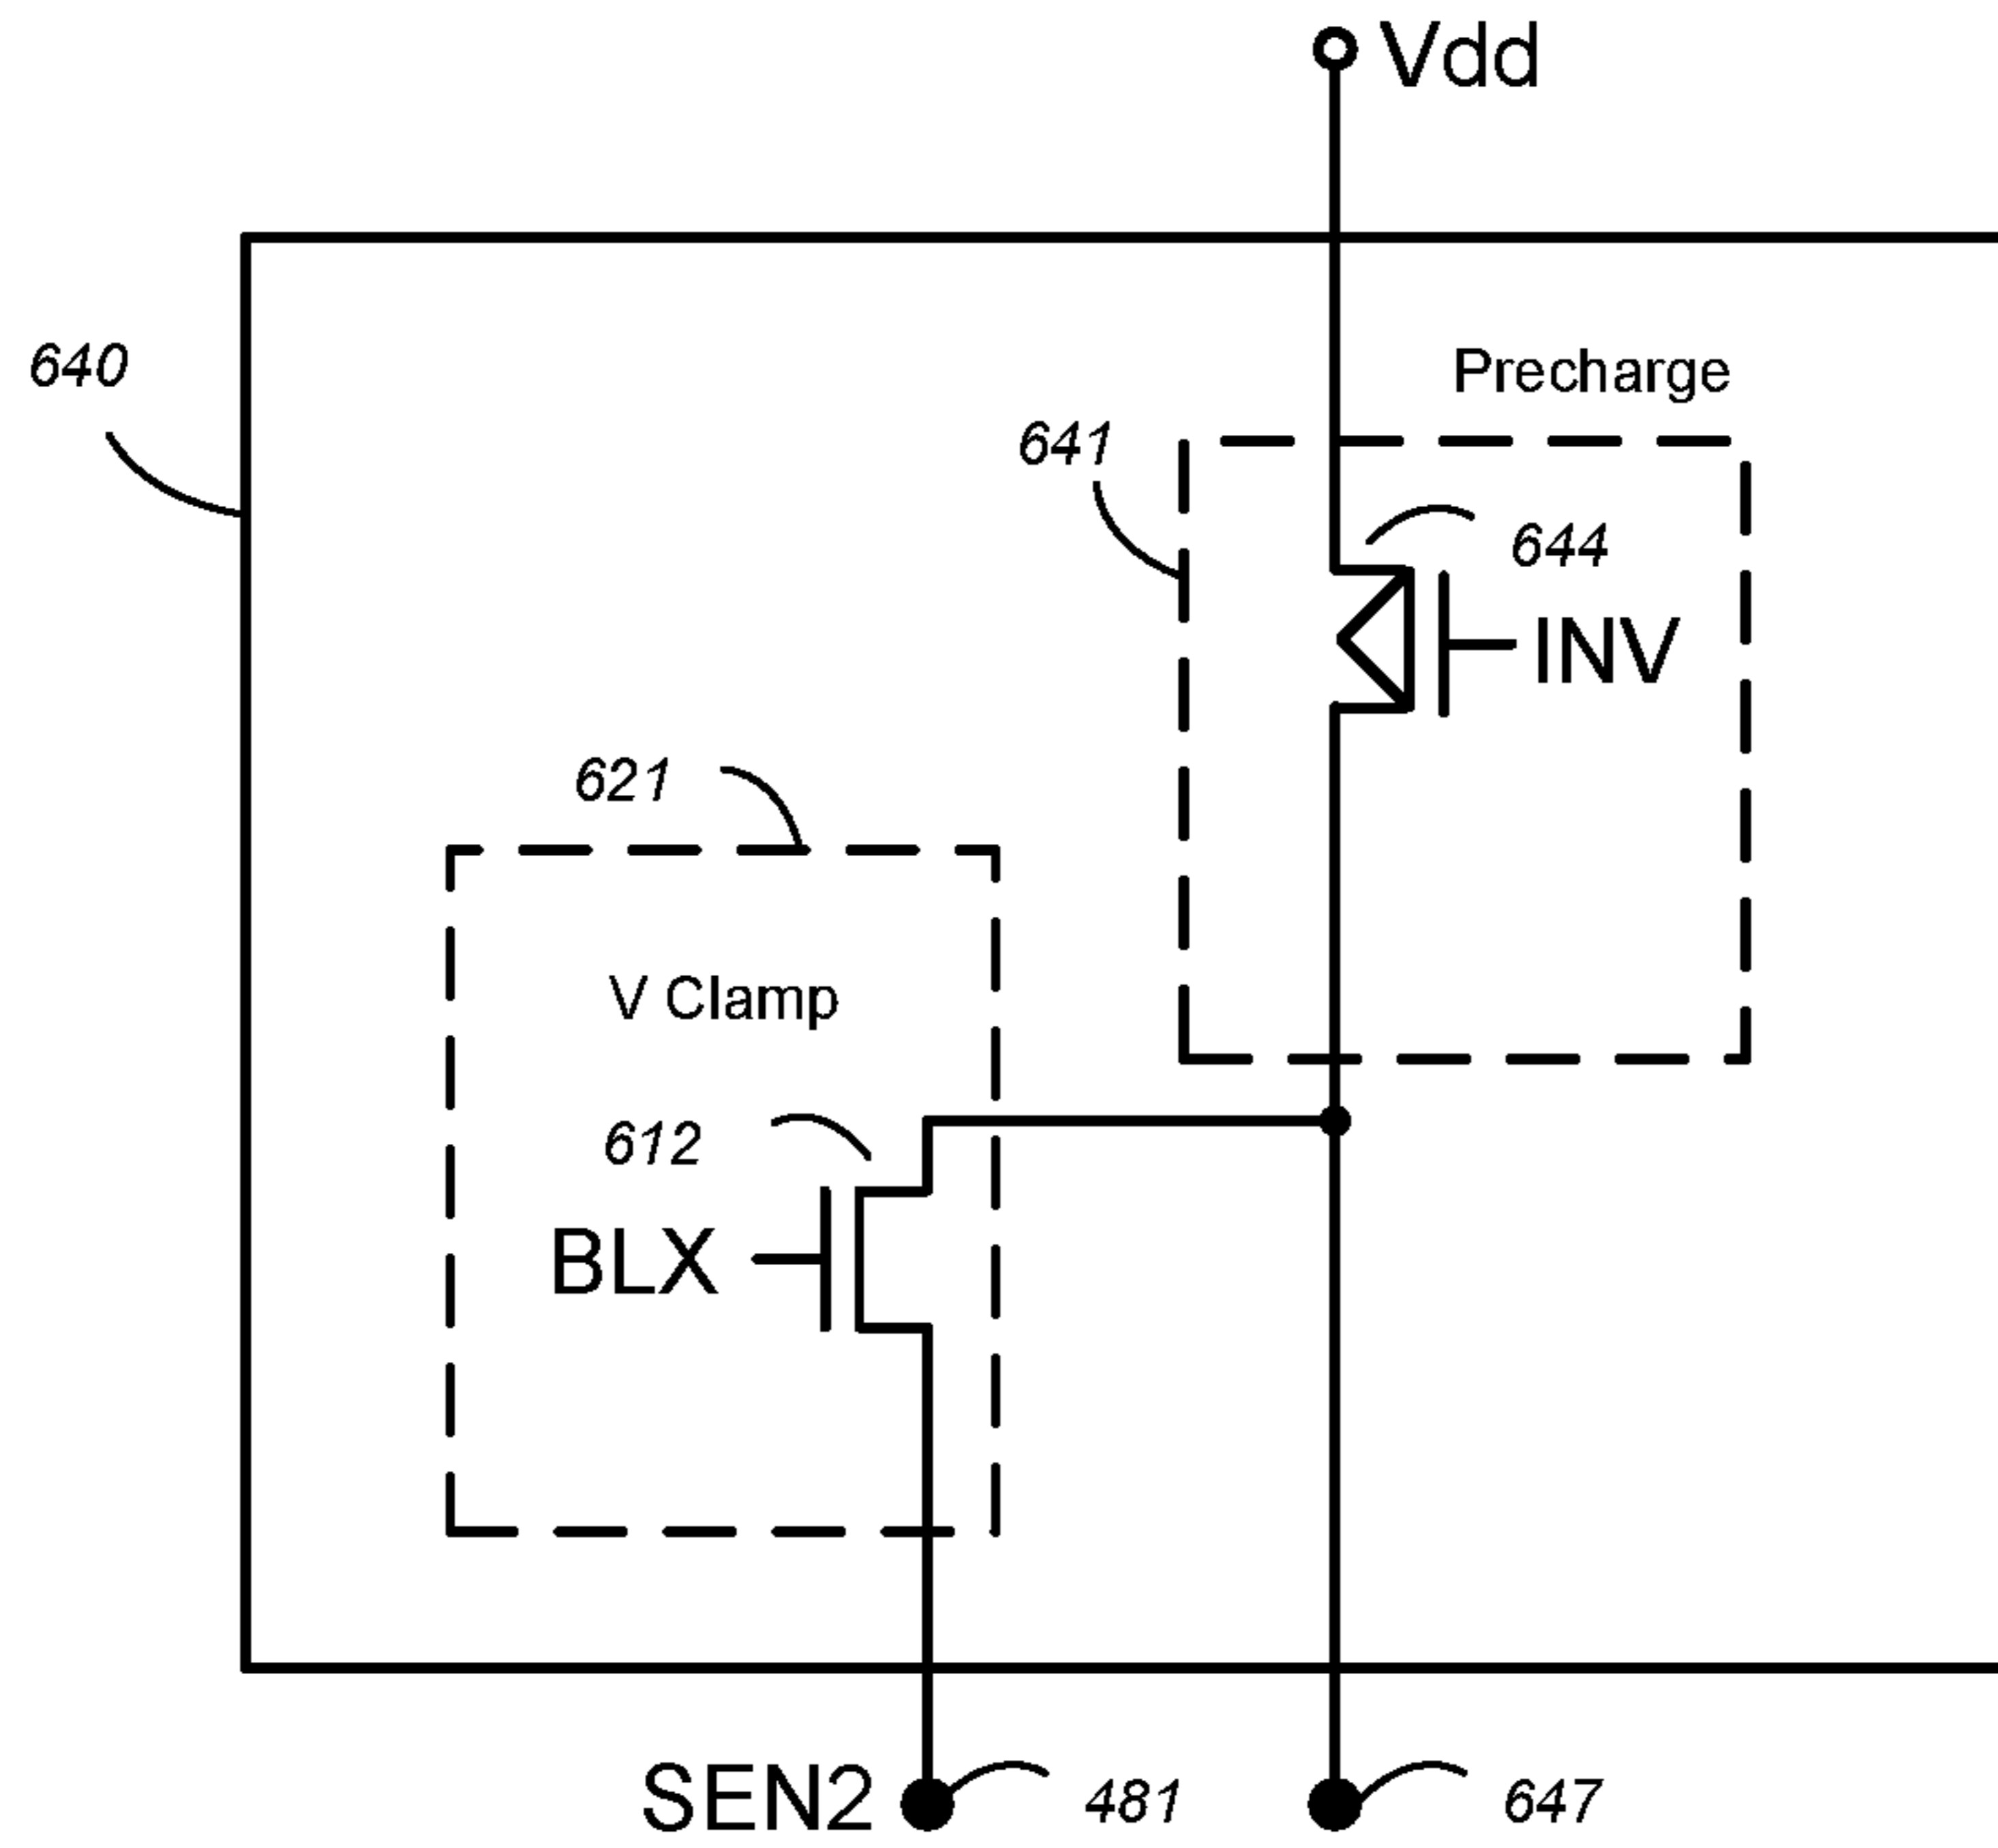 Vdd
640
Precharge
641
644
INV
621
V Clamp
612
BLX
SEN2
481
647